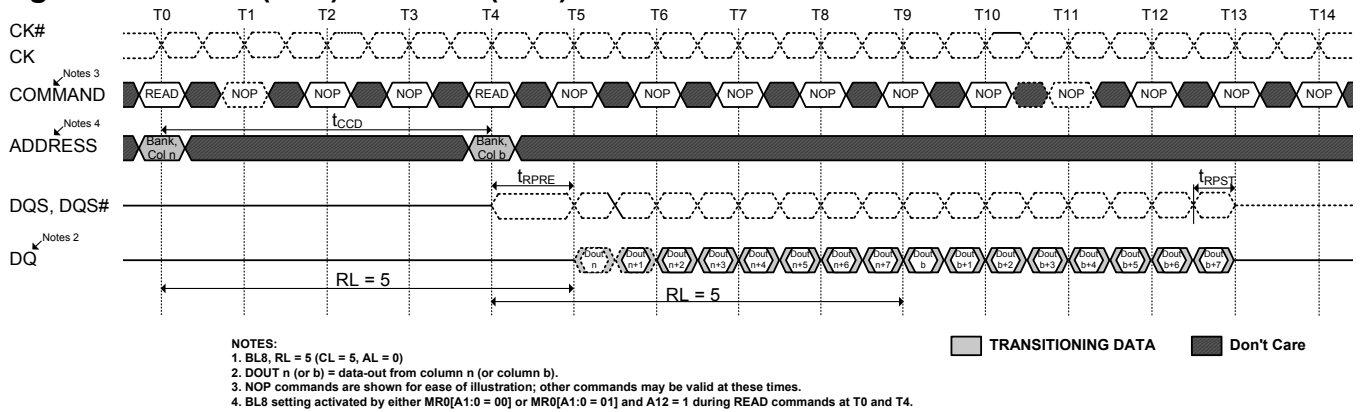 T0 T1 T2 T3 T4 T5 T6 T7 T8 T9 T10 T11 T12 T13 T14
CK#
CK
Notes 3
COMMAND READ NOP NOP NOP READ NOP NOP NOP NOP NOP NOP NOP NOP NOP NOP
Notes 4
tCCD
ADDRESS Bank, Col n Bank, Col b
tRPRE tRPST
DQS, DQS#
Notes 2
DQ Dout n Dout n+1 Dout n+2 Dout n+3 Dout n+4 Dout n+5 Dout n+6 Dout n+7 Dout b Dout b+1 Dout b+2 Dout b+3 Dout b+4 Dout b+5 Dout b+6 Dout b+7
RL = 5 RL = 5
NOTES:
1. BL8, RL = 5 (CL = 5, AL = 0)
2. DOUT n (or b) = data-out from column n (or column b).
3. NOP commands are shown for ease of illustration; other commands may be valid at these times.
4. BL8 setting activated by either MR0[A1:0 = 00] or MR0[A1:0 = 01] and A12 = 1 during READ commands at T0 and T4.
TRANSITIONING DATA Don't Care